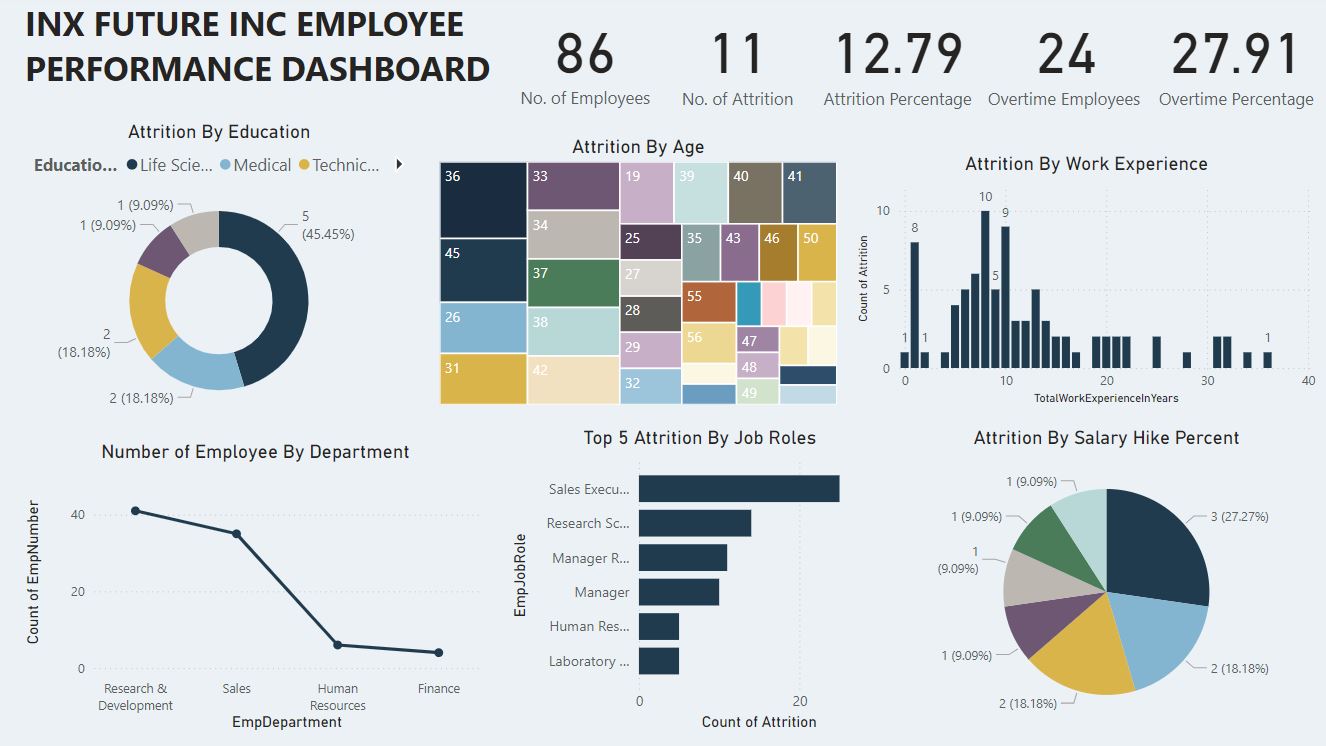 INX FUTURE INC EMPLOYEE
PERFORMANCE DASHBOARD
86
No. of Employees
11
No. of Attrition
12.79
Attrition Percentage
24
Overtime Employees
27.91
Overtime Percentage
Attrition By Education
Educatio... Life Scie... Medical Technic...
1 (9.09%)
1 (9.09%)
5
(45.45%)
2
(18.18%)
2 (18.18%)
Attrition By Age
36
33
19
39
40
41
34
45
25
35
43
46
50
37
27
26
38
28
55
31
42
29
56
47
32
48
49
Attrition By Work Experience
Count of Attrition
10
5
0
1
8
1
10
5
9
1
0
10
20
30
40
TotalWorkExperienceInYears
Number of Employee By Department
Count of EmpNumber
40
20
0
Research &
Development
Sales
Human
Resources
Finance
EmpDepartment
Top 5 Attrition By Job Roles
EmpJobRole
Sales Execu...
Research Sc...
Manager R...
Manager
Human Res...
Laboratory ...
0
20
Count of Attrition
Attrition By Salary Hike Percent
1 (9.09%)
1 (9.09%)
1
(9.09%)
1 (9.09%)
2 (18.18%)
3 (27.27%)
2 (18.18%)